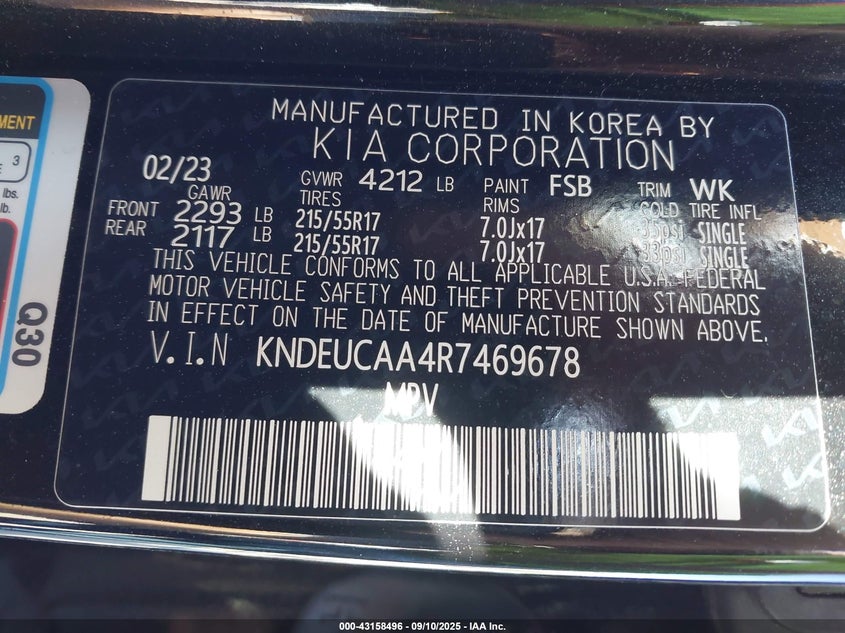 MENT
3
E
lbs.
lb.
Q30
MANUFACTURED IN KOREA BY
KIA CORPORATION
02/23 GVWR 4212 LB PAINT FSB TRIM WK
GAWR TIRES RIMS COLD TIRE INFL
FRONT 2293 LB 215/55R17 7.0Jx17 psi SINGLE
REAR 2117 LB 215/55R17 7.0Jx17 33psi SINGLE
THIS VEHICLE CONFORMS TO ALL APPLICABLE U.S.A. FEDERAL
MOTOR VEHICLE SAFETY AND THEFT PREVENTION STANDARDS
IN EFFECT ON THE DATE OF MANUFACTURE SHOWN ABOVE.
V.I.N KNDEUCAA4R7469678
MPV
000-43158496 - 09/10/2025 - IAA Inc.